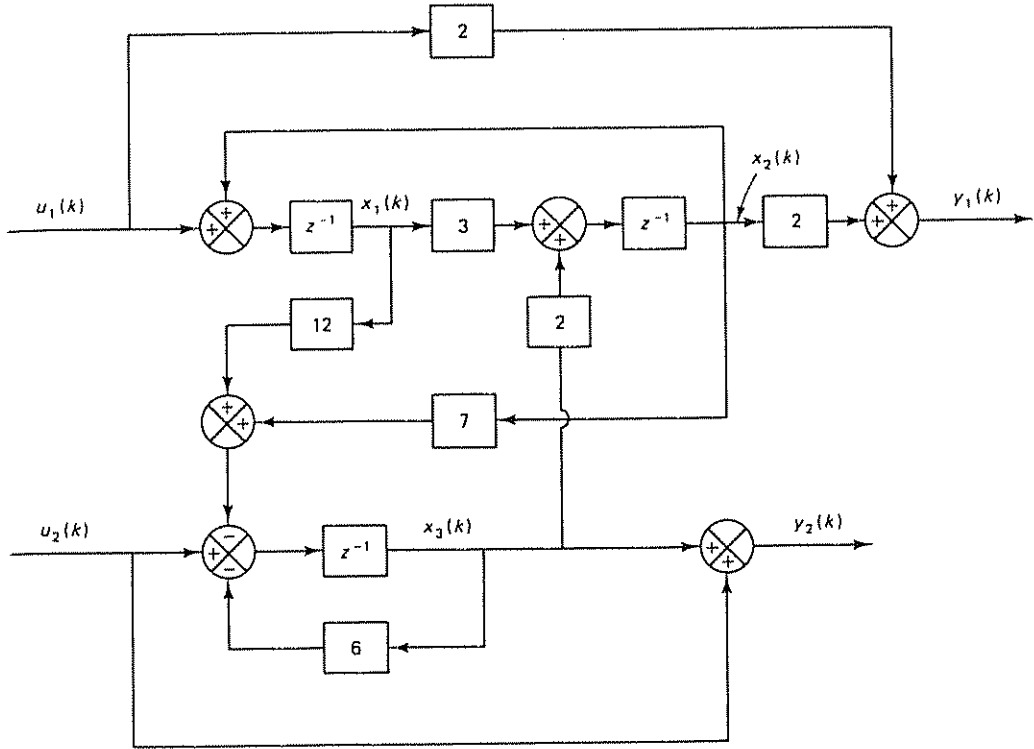 2
x₂(k)
u₁(k)
+
+
z⁻¹
x₁(k)
3
+
+
z⁻¹
2
+
+
y₁(k)
12
2
+
+
7
u₂(k)
−
+
−
z⁻¹
x₃(k)
+
+
y₂(k)
6